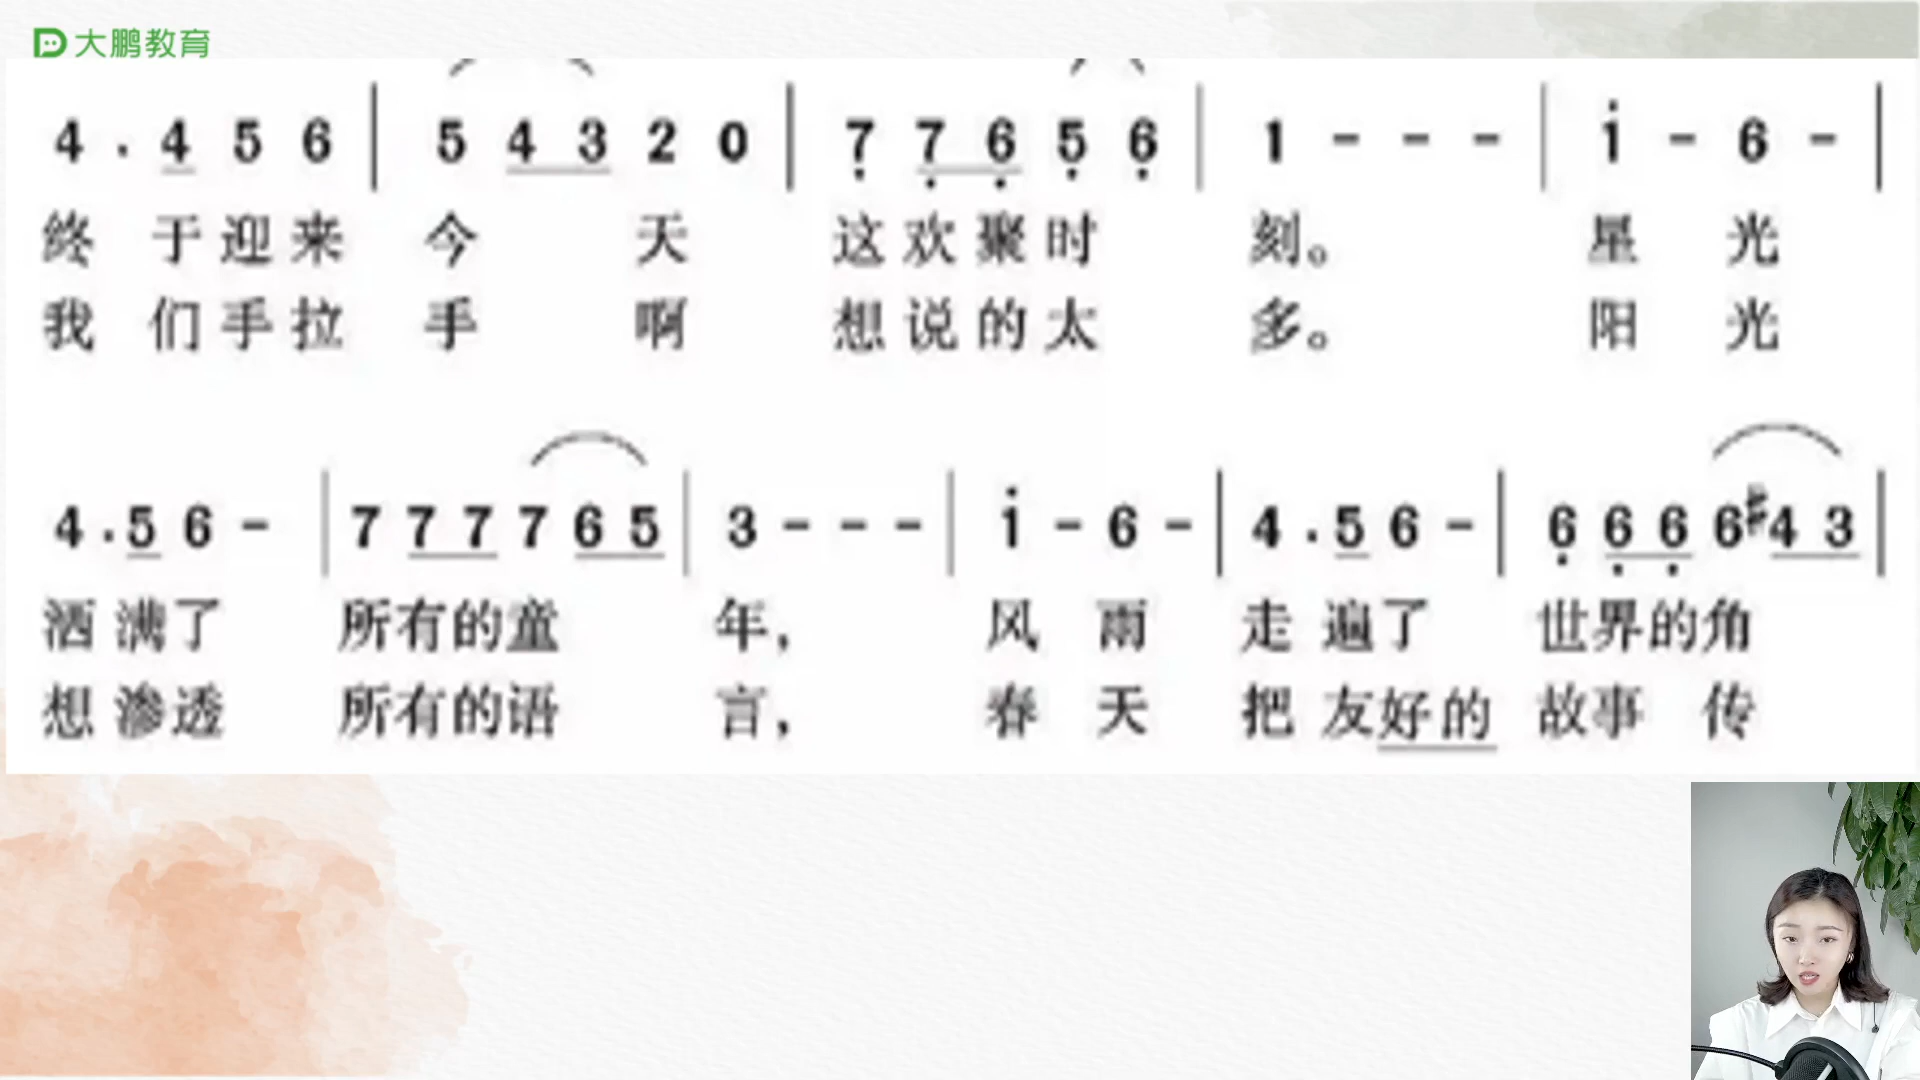 大鹏教育
4 . 4 5 6 | 5 4 3 2 0 | 7 7 6 5 6 | 1 - - - | 1 - 6 - |
终 于 迎 来 今 天 这 欢 聚 时 刻。 星 光
我 们 手 拉 手 啊 想 说 的 太 多。 阳 光
4 . 5 6 - | 7 7 7 7 6 5 | 3 - - - | 1 - 6 - | 4 . 5 6 - | 6 6 6 6 #4 3 |
洒 满 了 所 有 的 童 年， 风 雨 走 遍 了 世 界 的 角
想 渗 透 所 有 的 语 言， 春 天 把 友 好 的 故 事 传